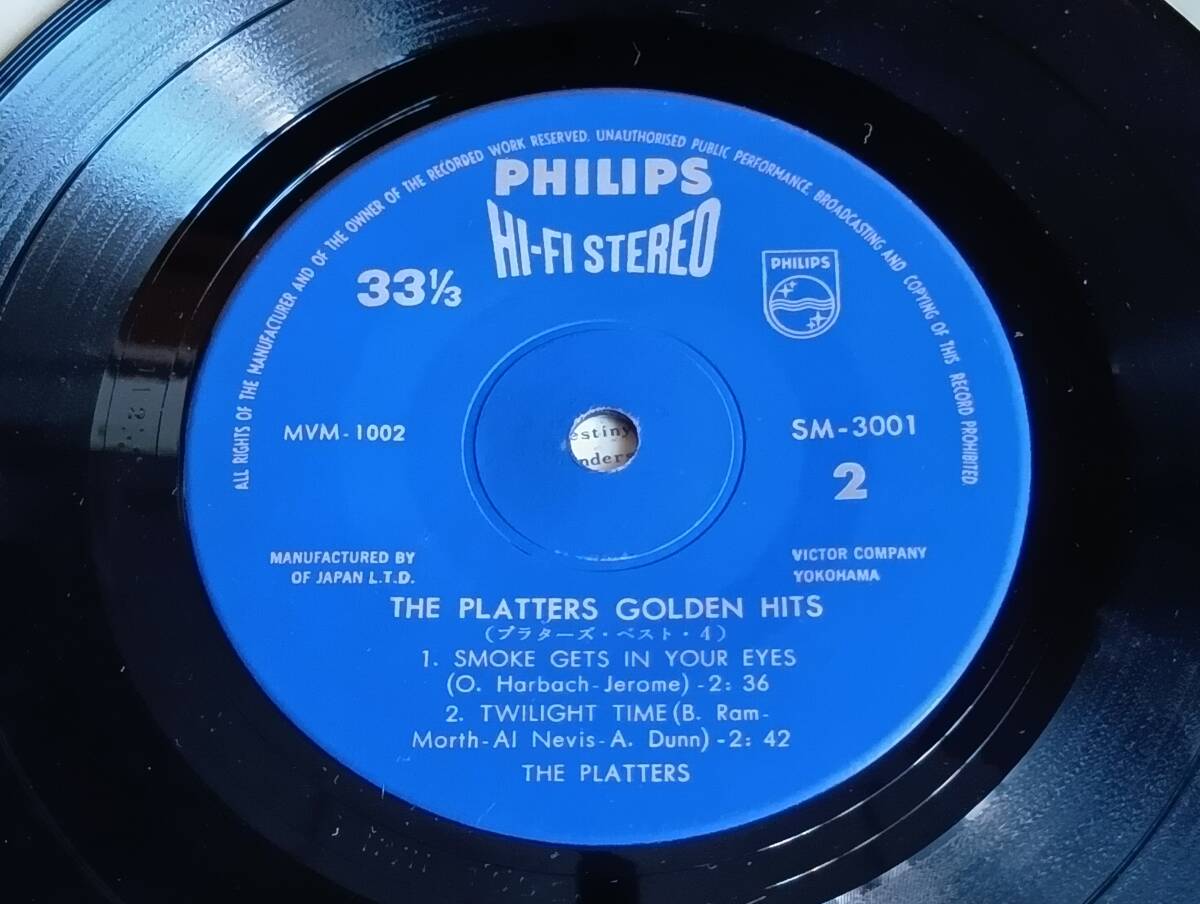 ALL RIGHTS OF THE MANUFACTURER AND OF THE OWNER OF THE RECORDED WORK RESERVED. UNAUTHORISED PUBLIC PERFORMANCE, BROADCASTING AND COPYING OF THIS RECORD PROHIBITED
PHILIPS
HI-FI STEREO
33⅓
PHILIPS
MVM-1002
SM-3001
2
estiny
nders
MANUFACTURED BY VICTOR COMPANY
OF JAPAN L.T.D. YOKOHAMA
THE PLATTERS GOLDEN HITS
(プラターズ・ベスト・4)
1. SMOKE GETS IN YOUR EYES
(O. Harbach-Jerome)-2: 36
2. TWILIGHT TIME (B. Ram-
Morth-Al Nevis-A. Dunn)-2: 42
THE PLATTERS